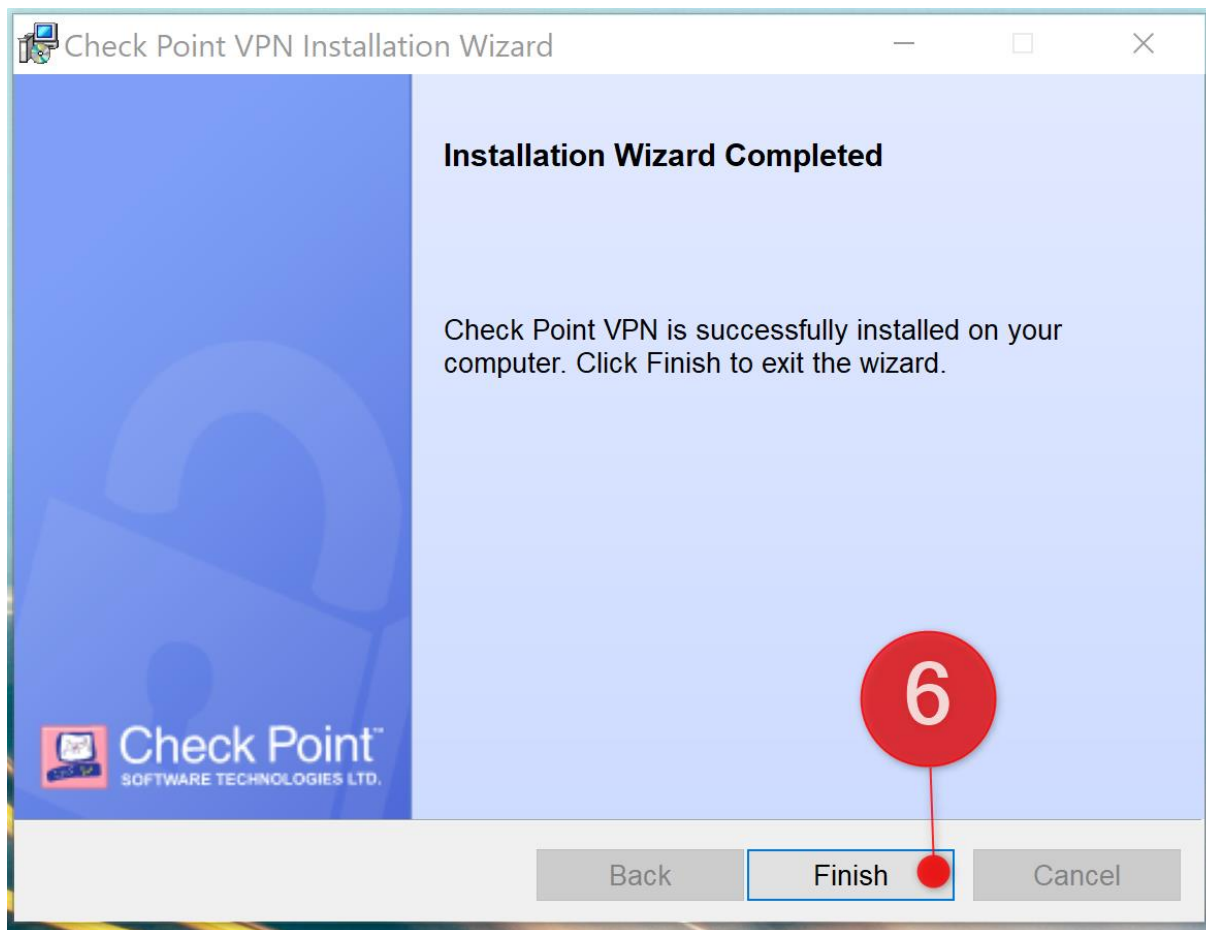 Check Point VPN Installation Wizard
Installation Wizard Completed
Check Point VPN is successfully installed on your
computer. Click Finish to exit the wizard.
6
Check Point™
SOFTWARE TECHNOLOGIES LTD.
Back Finish Cancel